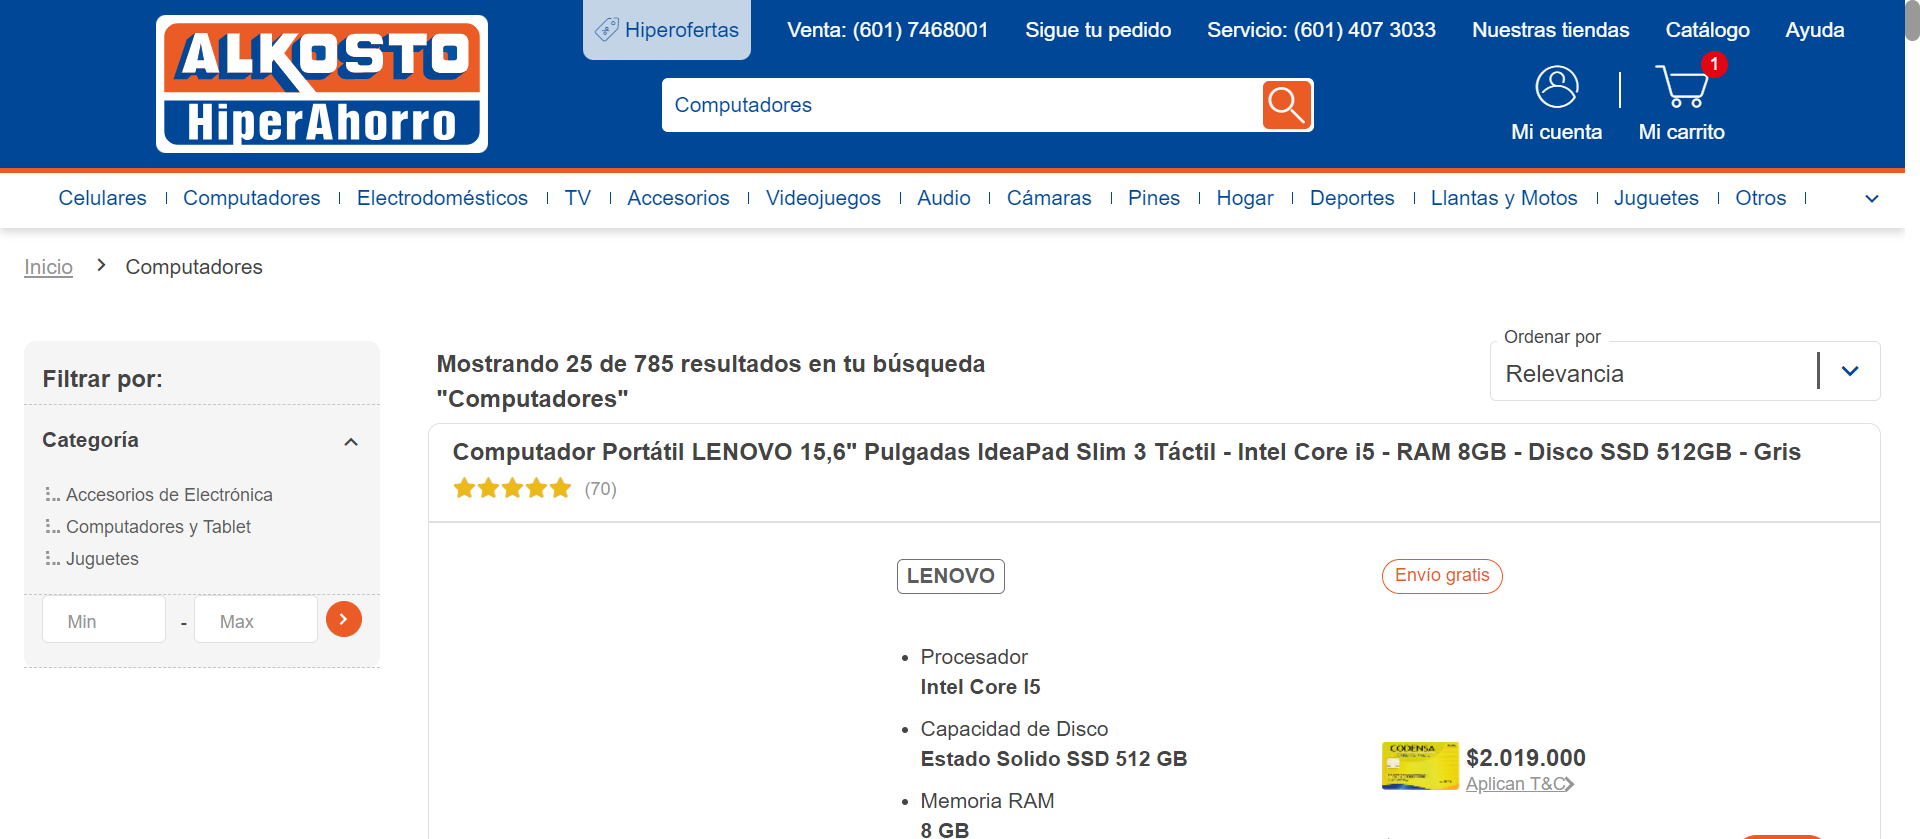 ALKOSTO
HiperAhorro
Hiperofertas
Venta: (601) 7468001
Sigue tu pedido
Servicio: (601) 407 3033
Nuestras tiendas
Catálogo
Ayuda
Computadores
1
Mi cuenta
Mi carrito
Celulares
Computadores
Electrodomésticos
TV
Accesorios
Videojuegos
Audio
Cámaras
Pines
Hogar
Deportes
Llantas y Motos
Juguetes
Otros
Inicio
Computadores
Filtrar por:
Categoría
Accesorios de Electrónica
Computadores y Tablet
Juguetes
Min
-
Max
Mostrando 25 de 785 resultados en tu búsqueda
"Computadores"
Ordenar por
Relevancia
Computador Portátil LENOVO 15,6" Pulgadas IdeaPad Slim 3 Táctil - Intel Core i5 - RAM 8GB - Disco SSD 512GB - Gris
(70)
LENOVO
Envío gratis
Procesador
Intel Core I5
Capacidad de Disco
Estado Solido SSD 512 GB
Memoria RAM
8 GB
CODENSA
$2.019.000
Aplican T&C